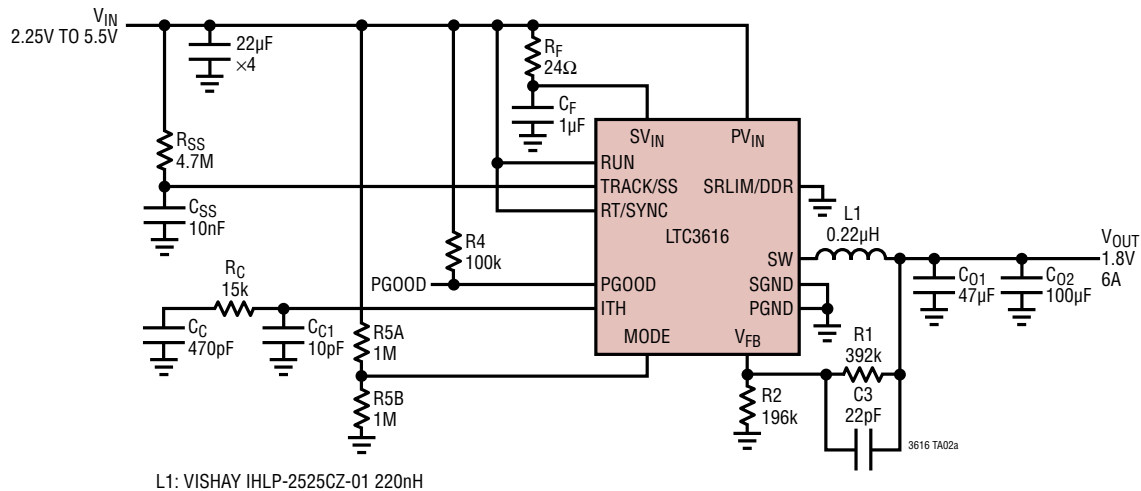 VIN
2.25V TO 5.5V
22µF
×4
RF
24Ω
CF
1µF
RSS
4.7M
CSS
10nF
SVIN
PVIN
RUN
TRACK/SS
RT/SYNC
SRLIM/DDR
LTC3616
L1
0.22µH
SW
VOUT
1.8V
6A
R4
100k
PGOOD
PGOOD
SGND
PGND
CO1
47µF
CO2
100µF
RC
15k
ITH
MODE
VFB
CC
470pF
CC1
10pF
R5A
1M
R5B
1M
R1
392k
R2
196k
C3
22pF
3616 TA02a
L1: VISHAY IHLP-2525CZ-01 220nH